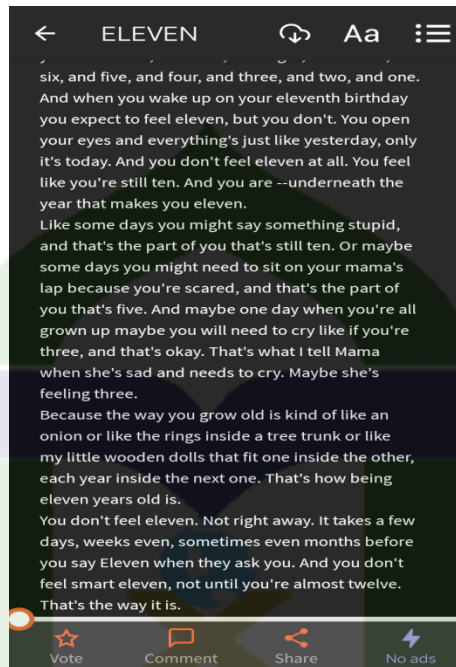 ELEVEN
Aa
six, and five, and four, and three, and two, and one.
And when you wake up on your eleventh birthday
you expect to feel eleven, but you don't. You open
your eyes and everything's just like yesterday, only
it's today. And you don't feel eleven at all. You feel
like you're still ten. And you are --underneath the
year that makes you eleven.
Like some days you might say something stupid,
and that's the part of you that's still ten. Or maybe
some days you might need to sit on your mama's
lap because you're scared, and that's the part of
you that's five. And maybe one day when you're all
grown up maybe you will need to cry like if you're
three, and that's okay. That's what I tell Mama
when she's sad and needs to cry. Maybe she's
feeling three.
Because the way you grow old is kind of like an
onion or like the rings inside a tree trunk or like
my little wooden dolls that fit one inside the other,
each year inside the next one. That's how being
eleven years old is.
You don't feel eleven. Not right away. It takes a few
days, weeks even, sometimes even months before
you say Eleven when they ask you. And you don't
feel smart eleven, not until you're almost twelve.
That's the way it is.
Vote
Comment
Share
No ads